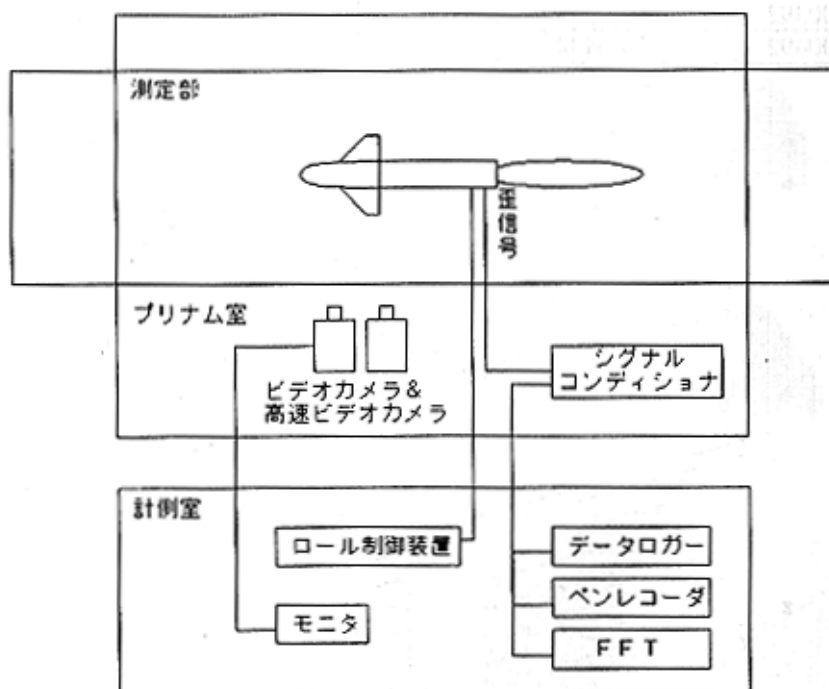 測定部
歪信号
プリナム室
シグナル
コンディショナ
ビデオカメラ&
高速ビデオカメラ
計側室
ロール制御装置
データロガー
ペンレコーダ
モニタ
FFT